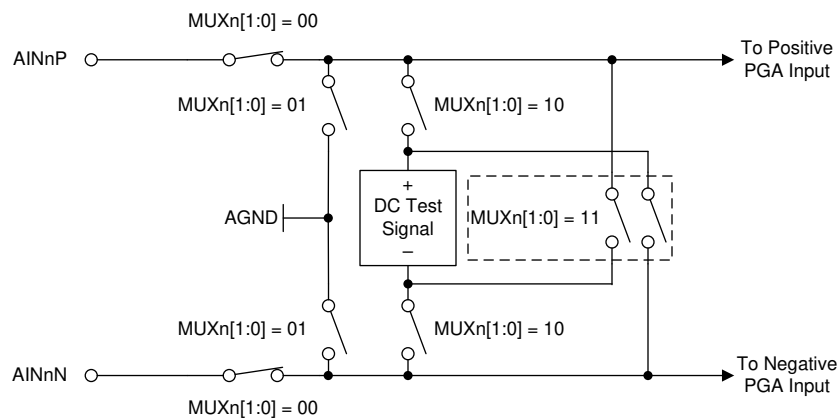 MUXn[1:0] = 00
AINnP
To Positive
PGA Input
MUXn[1:0] = 01
MUXn[1:0] = 10
+
DC Test
Signal
–
AGND
MUXn[1:0] = 11
MUXn[1:0] = 01
MUXn[1:0] = 10
AINnN
To Negative
PGA Input
MUXn[1:0] = 00